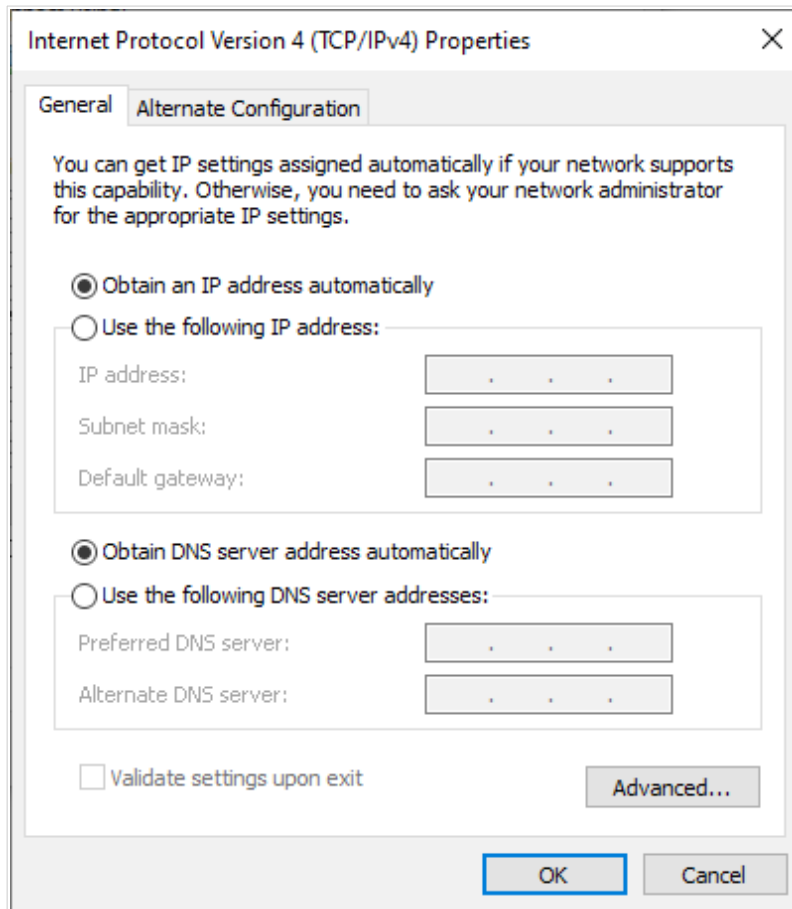 Internet Protocol Version 4 (TCP/IPv4) Properties
General
Alternate Configuration
You can get IP settings assigned automatically if your network supports
this capability. Otherwise, you need to ask your network administrator
for the appropriate IP settings.
Obtain an IP address automatically
Use the following IP address:
IP address:
. . .
Subnet mask:
. . .
Default gateway:
. . .
Obtain DNS server address automatically
Use the following DNS server addresses:
Preferred DNS server:
. . .
Alternate DNS server:
. . .
Validate settings upon exit
Advanced...
OK
Cancel